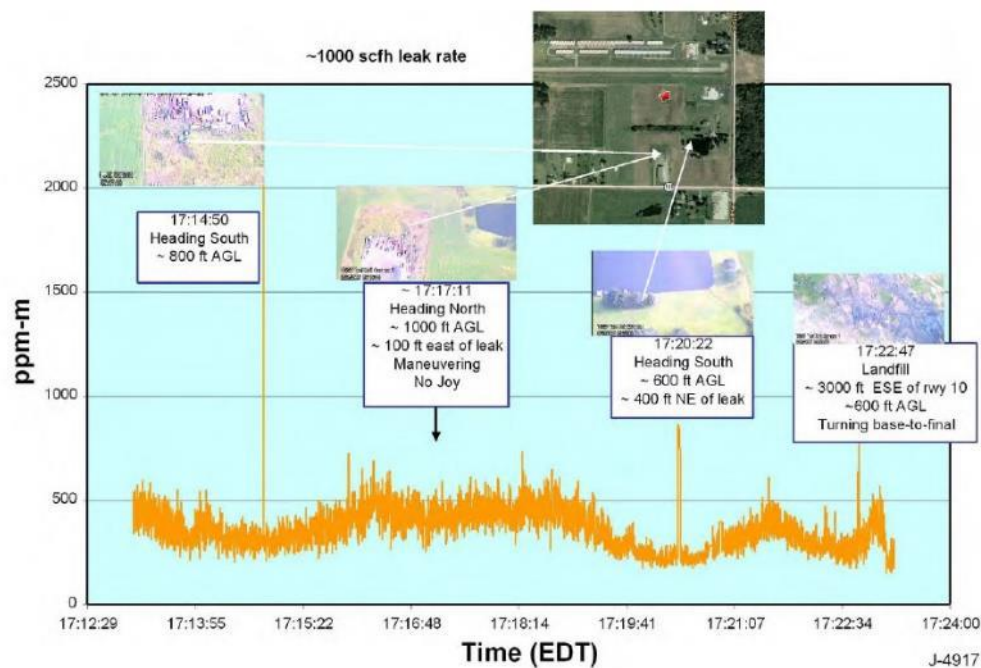 ~1000 scfh leak rate
2500
2000
1500
1000
500
0
ppm-m
17:14:50
Heading South
~ 800 ft AGL
~ 17:17:11
Heading North
~ 1000 ft AGL
~ 100 ft east of leak
Maneuvering
No Joy
17:20:22
Heading South
~ 600 ft AGL
~ 400 ft NE of leak
17:22:47
Landfill
~ 3000 ft ESE of rwy 10
~600 ft AGL
Turning base-to-final
17:12:29
17:13:55
17:15:22
17:16:48
17:18:14
17:19:41
17:21:07
17:22:34
17:24:00
Time (EDT)
J-4917